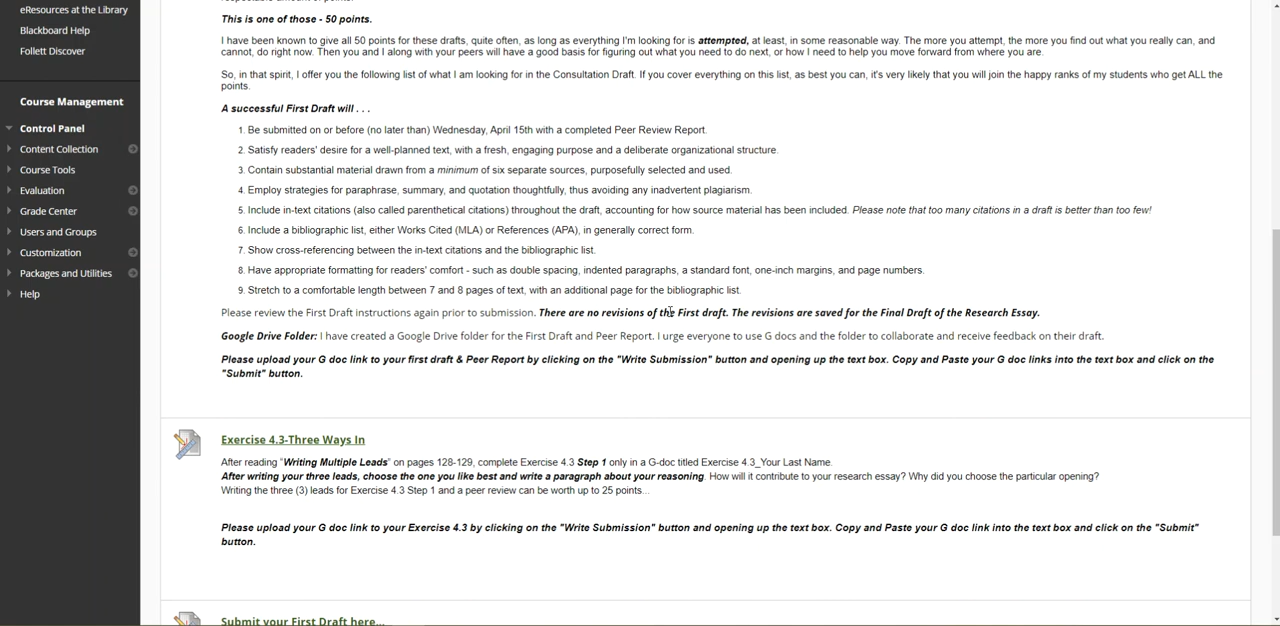 eResources at the Library
Blackboard Help
Follett Discover
Course Management
Control Panel
Content Collection
Course Tools
Evaluation
Grade Center
Users and Groups
Customization
Packages and Utilities
Help
This is one of those - 50 points.
I have been known to give all 50 points for these drafts, quite often, as long as everything I'm looking for is attempted, at least, in some reasonable way. The more you attempt, the more you find out what you really can, and
cannot, do right now. Then you and I along with your peers will have a good basis for figuring out what you need to do next, or how I need to help you move forward from where you are.
So, in that spirit, I offer you the following list of what I am looking for in the Consultation Draft. If you cover everything on this list, as best you can, it's very likely that you will join the happy ranks of my students who get ALL the
points.
A successful First Draft will . . .
1. Be submitted on or before (no later than) Wednesday, April 15th with a completed Peer Review Report.
2. Satisfy readers' desire for a well-planned text, with a fresh, engaging purpose and a deliberate organizational structure.
3. Contain substantial material drawn from a minimum of six separate sources, purposefully selected and used.
4. Employ strategies for paraphrase, summary, and quotation thoughtfully, thus avoiding any inadvertent plagiarism.
5. Include in-text citations (also called parenthetical citations) throughout the draft, accounting for how source material has been included. Please note that too many citations in a draft is better than too few!
6. Include a bibliographic list, either Works Cited (MLA) or References (APA), in generally correct form.
7. Show cross-referencing between the in-text citations and the bibliographic list.
8. Have appropriate formatting for readers' comfort - such as double spacing, indented paragraphs, a standard font, one-inch margins, and page numbers.
9. Stretch to a comfortable length between 7 and 8 pages of text, with an additional page for the bibliographic list.
Please review the First Draft instructions again prior to submission. There are no revisions of the First draft. The revisions are saved for the Final Draft of the Research Essay.
Google Drive Folder: I have created a Google Drive folder for the First Draft and Peer Report. I urge everyone to use G docs and the folder to collaborate and receive feedback on their draft.
Please upload your G doc link to your first draft & Peer Report by clicking on the "Write Submission" button and opening up the text box. Copy and Paste your G doc links into the text box and click on the
"Submit" button.
Exercise 4.3-Three Ways In
After reading "Writing Multiple Leads" on pages 128-129, complete Exercise 4.3 Step 1 only in a G-doc titled Exercise 4.3_Your Last Name.
After writing your three leads, choose the one you like best and write a paragraph about your reasoning. How will it contribute to your research essay? Why did you choose the particular opening?
Writing the three (3) leads for Exercise 4.3 Step 1 and a peer review can be worth up to 25 points...
Please upload your G doc link to your Exercise 4.3 by clicking on the "Write Submission" button and opening up the text box. Copy and Paste your G doc link into the text box and click on the "Submit"
button.
Submit your First Draft here...